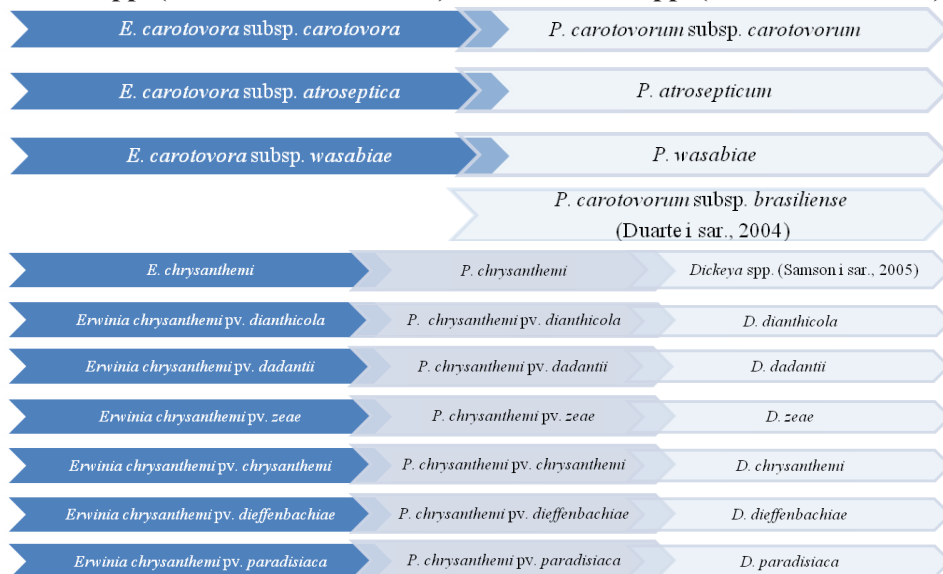 E. carotovora subsp. carotovora P. carotovorum subsp. carotovorum
E. carotovora subsp. atroseptica P. atrosepticum
E. carotovora subsp. wasabiae P. wasabiae
P. carotovorum subsp. brasiliense
(Duarte i sar., 2004)
E. chrysanthemi P. chrysanthemi Dickeya spp. (Samson i sar., 2005)
Erwinia chrysanthemi pv. dianthicola P. chrysanthemi pv. dianthicola D. dianthicola
Erwinia chrysanthemi pv. dadantii P. chrysanthemi pv. dadantii D. dadantii
Erwinia chrysanthemi pv. zeae P. chrysanthemi pv. zeae D. zeae
Erwinia chrysanthemi pv. chrysanthemi P. chrysanthemi pv. chrysanthemi D. chrysanthemi
Erwinia chrysanthemi pv. dieffenbachiae P. chrysanthemi pv. dieffenbachiae D. dieffenbachiae
Erwinia chrysanthemi pv. paradisiaca P. chrysanthemi pv. paradisiaca D. paradisiaca